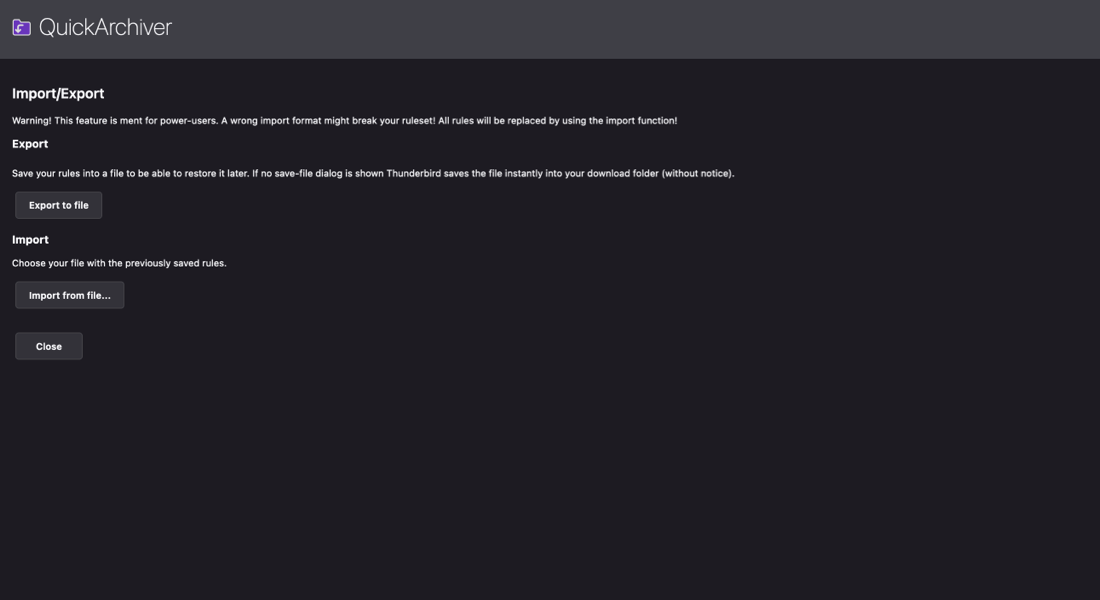 QuickArchiver
Import/Export
Warning! This feature is ment for power-users. A wrong import format might break your ruleset! All rules will be replaced by using the import function!
Export
Save your rules into a file to be able to restore it later. If no save-file dialog is shown Thunderbird saves the file instantly into your download folder (without notice).
Export to file
Import
Choose your file with the previously saved rules.
Import from file...
Close